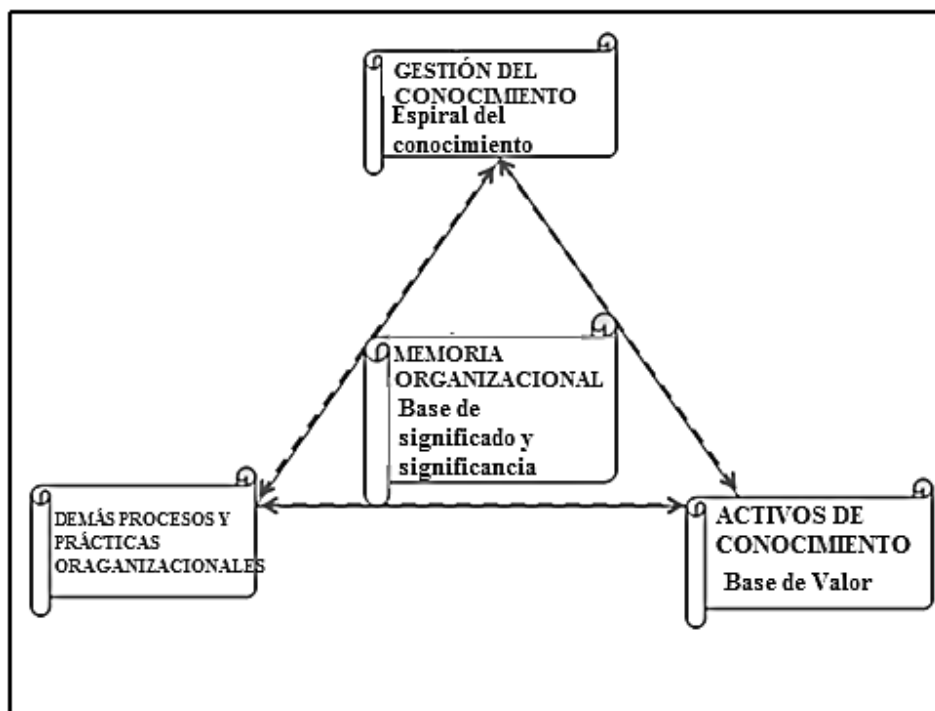 GESTIÓN DEL
CONOCIMIENTO
Espiral del
conocimiento
MEMORIA
ORGANIZACIONAL
Base de
significado y
significancia
DEMÁS PROCESOS Y
PRÁCTICAS
ORAGANIZACIONALES
ACTIVOS DE
CONOCIMIENTO
Base de Valor